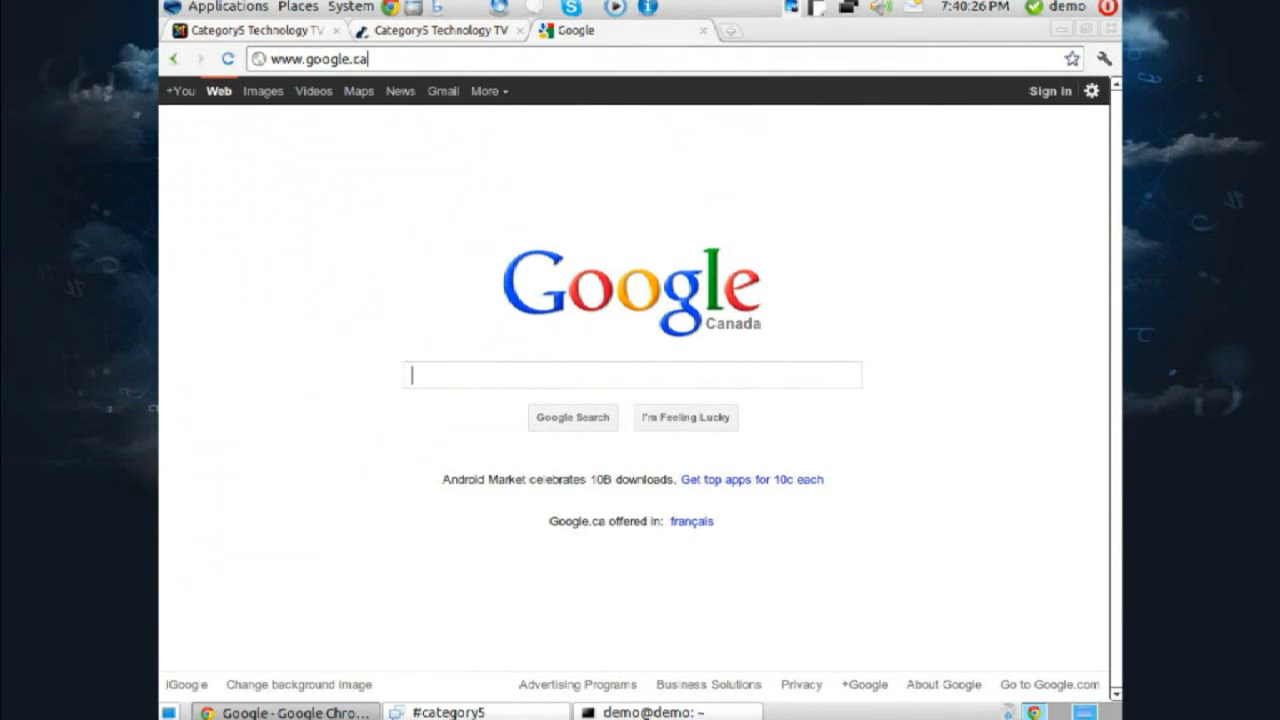 Applications Places System 7:40:26 PM demo
Category5 Technology TV Category5 Technology TV Google
www.google.ca
+You Web Images Videos Maps News Gmail More Sign in
Google
Canada
Google Search I'm Feeling Lucky
Android Market celebrates 10B downloads. Get top apps for 10c each
Google.ca offered in: français
iGoogle Change background image Advertising Programs Business Solutions Privacy +Google About Google Go to Google.com
Google - Google Chro... #category5 demo@demo: ~